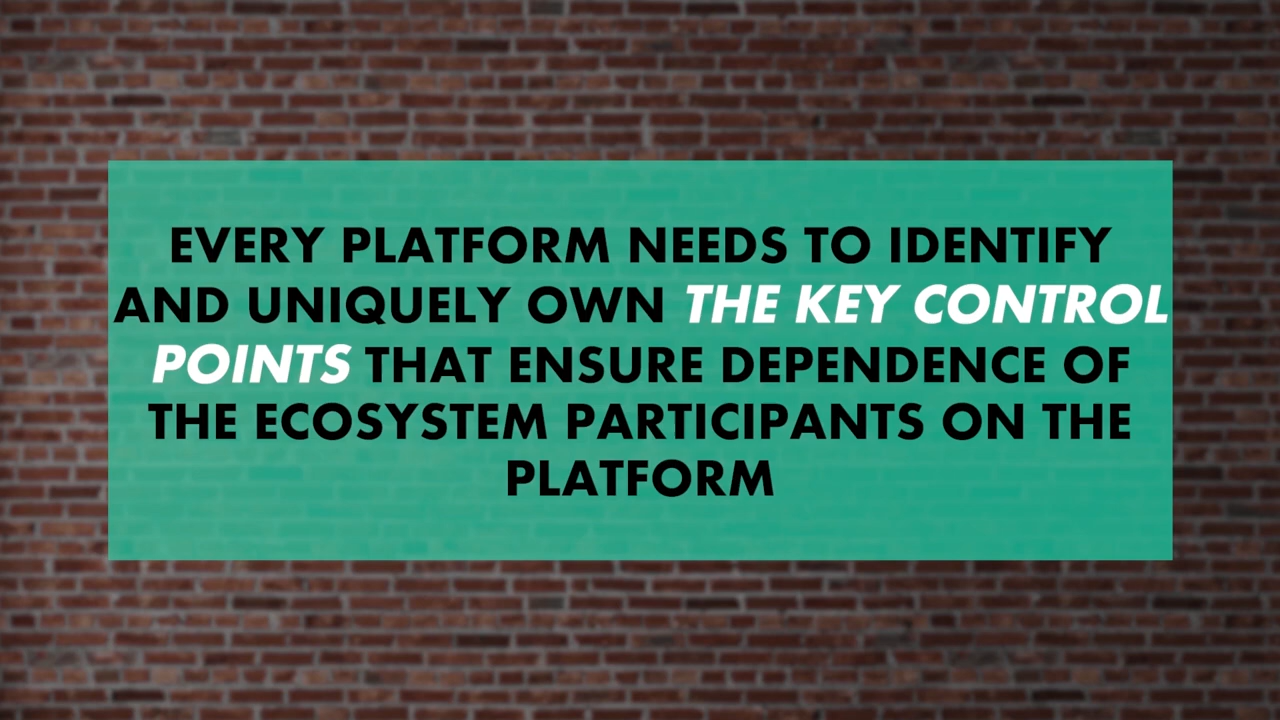 EVERY PLATFORM NEEDS TO IDENTIFY
AND UNIQUELY OWN THE KEY CONTROL
POINTS THAT ENSURE DEPENDENCE OF
THE ECOSYSTEM PARTICIPANTS ON THE
PLATFORM